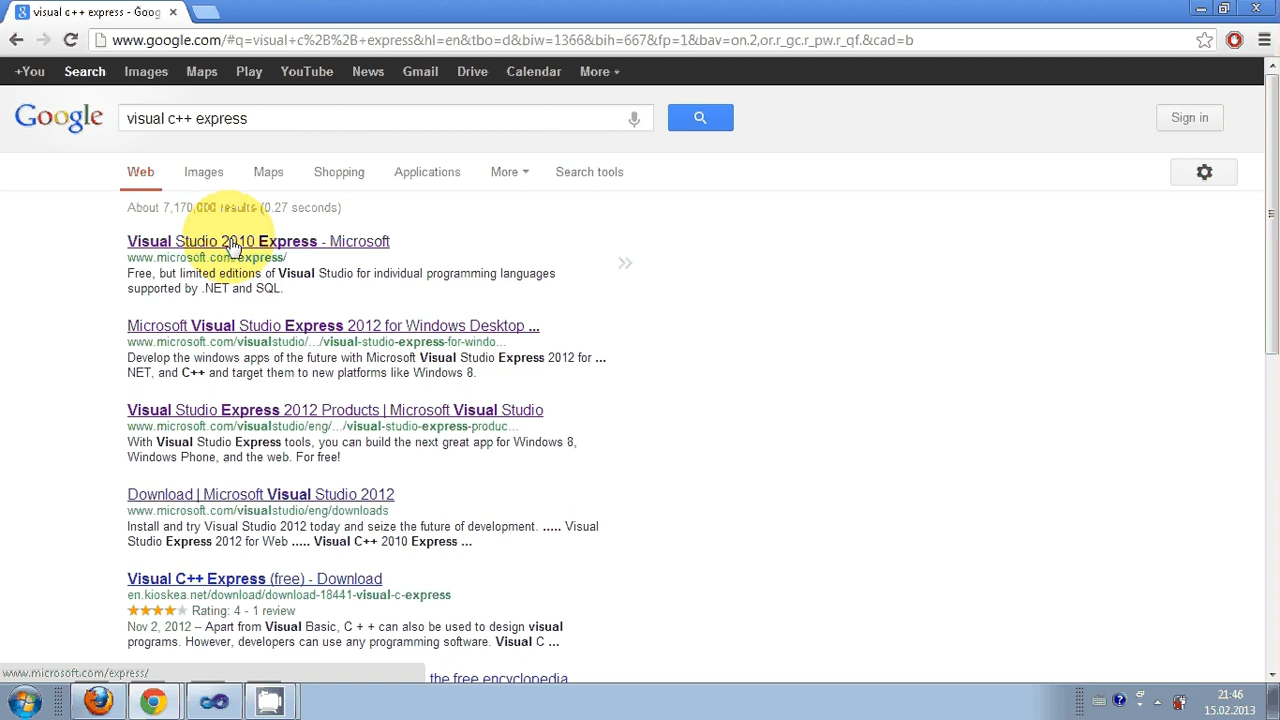 visual c++ express - Goog
www.google.com/#q=visual+c%2B%2B+express&hl=en&tbo=d&biw=1366&bih=667&fp=1&bav=on.2,or.r_gc.r_pw.r_qf.&cad=b
+You Search Images Maps Play YouTube News Gmail Drive Calendar More
Google visual c++ express Sign in
Web Images Maps Shopping Applications More Search tools
About 7,170,000 results (0.27 seconds)
Visual Studio 2010 Express - Microsoft
www.microsoft.com/express/
Free, but limited editions of Visual Studio for individual programming languages
supported by .NET and SQL.
Microsoft Visual Studio Express 2012 for Windows Desktop ...
www.microsoft.com/visualstudio/.../visual-studio-express-for-windo...
Develop the windows apps of the future with Microsoft Visual Studio Express 2012 for ...
NET, and C++ and target them to new platforms like Windows 8.
Visual Studio Express 2012 Products | Microsoft Visual Studio
www.microsoft.com/visualstudio/eng/.../visual-studio-express-produc...
With Visual Studio Express tools, you can build the next great app for Windows 8,
Windows Phone, and the web. For free!
Download | Microsoft Visual Studio 2012
www.microsoft.com/visualstudio/eng/downloads
Install and try Visual Studio 2012 today and seize the future of development. ..... Visual
Studio Express 2012 for Web ..... Visual C++ 2010 Express ...
Visual C++ Express (free) - Download
en.kioskea.net/download/download-18441-visual-c-express
Rating: 4 - 1 review
Nov 2, 2012 – Apart from Visual Basic, C + + can also be used to design visual
programs. However, developers can use any programming software. Visual C ...
www.microsoft.com/express/
the free encyclopedia
21:46
15.02.2013